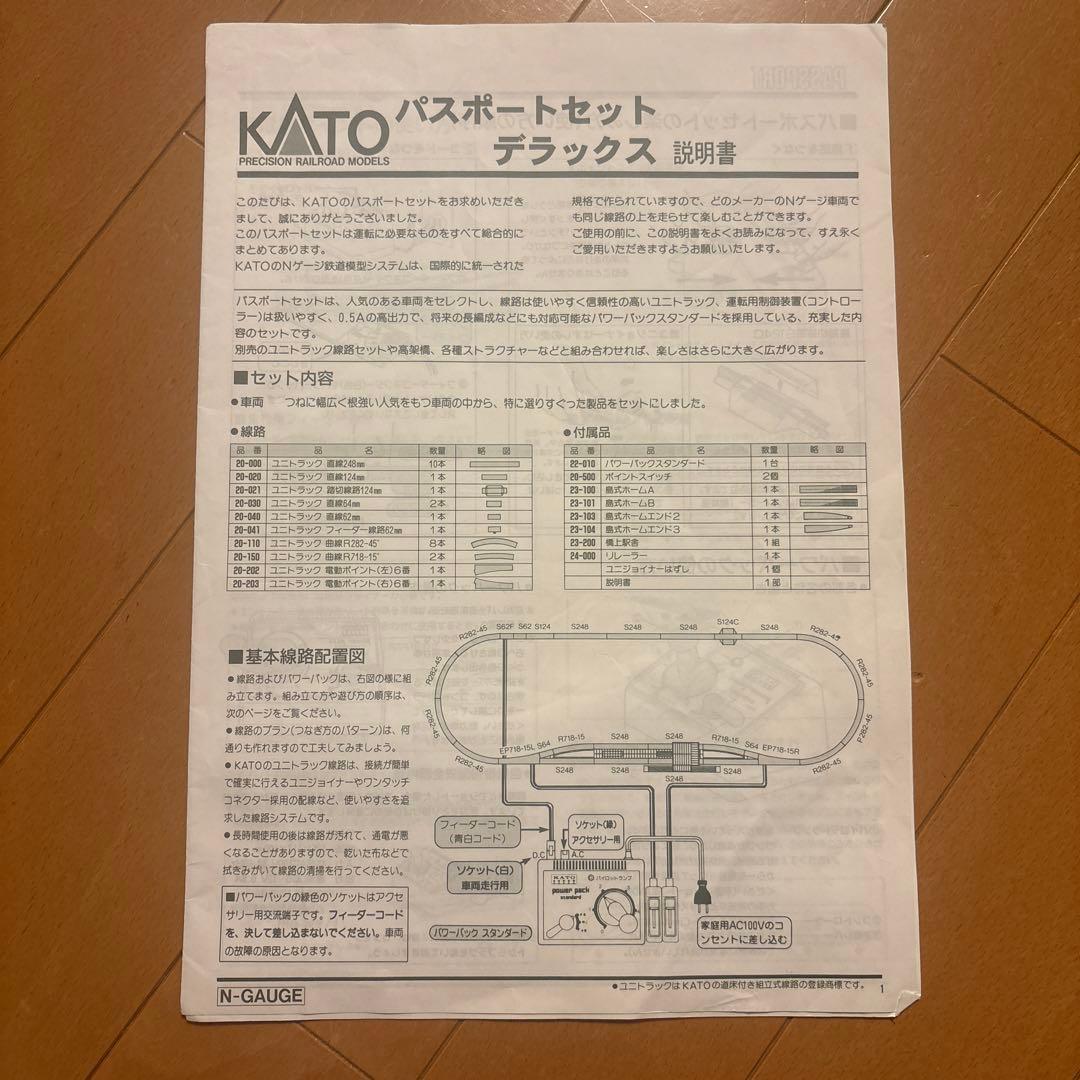 KATO
PRECISION RAILROAD MODELS
パスポートセット
デラックス 説明書
このたびは、KATOのパスポートセットをお求めいただき
まして、誠にありがとうございました。
このパスポートセットは運転に必要なものをすべて総合的に
まとめてあります。
KATOのNゲージ鉄道模型システムは、国際的に統一された
規格で作られていますので、どのメーカーのNゲージ車両で
も同じ線路の上を走らせて楽しむことができます。
ご使用の前に、この説明書をよくお読みになって、すえ永く
ご愛用いただきますようお願いいたします。
パスポートセットは、人気のある車両をセレクトし、線路は使いやすく信頼性の高いユニトラック、運転用制御装置(コントロー
ラー)は扱いやすく、0.5Aの高出力で、将来の長編成などにも対応可能なパワーパックスタンダードを採用している、充実した内
容のセットです。
別売のユニトラック線路セットや高架橋、各種ストラクチャーなどと組み合わせれば、楽しさはさらに大きく広がります。
■セット内容
●車両 つねに幅広く根強い人気をもつ車両の中から、特に選りすぐった製品をセットにしました。
●線路
品番 品名 数量 略図
20-000 ユニトラック 直線248㎜ 10本
20-020 ユニトラック 直線124㎜ 1本
20-021 ユニトラック 踏切線路124㎜ 1本
20-030 ユニトラック 直線64㎜ 2本
20-040 ユニトラック 直線62㎜ 1本
20-041 ユニトラック フィーダー線路62㎜ 1本
20-110 ユニトラック 曲線R282-45° 8本
20-150 ユニトラック 曲線R718-15° 2本
20-202 ユニトラック 電動ポイント(左)6番 1本
20-203 ユニトラック 電動ポイント(右)6番 1本
●付属品
品番 品名 数量 略図
22-010 パワーパックスタンダード 1台
20-500 ポイントスイッチ 2個
23-100 島式ホームA 1本
23-101 島式ホームB 1本
23-103 島式ホームエンド2 1本
23-104 島式ホームエンド3 1本
23-200 橋上駅舎 1組
24-000 リレーラー 1本
ユニジョイナーはずし 1個
説明書 1部
■基本線路配置図
●線路およびパワーパックは、右図の様に組
み立てます。組み立て方や遊び方の順序は、
次のページをご覧ください。
●線路のプラン(つなぎ方のパターン)は、何
通りも作れますので工夫してみましょう。
●KATOのユニトラック線路は、接続が簡単
で確実に行えるユニジョイナーやワンタッチ
コネクター採用の配線など、使いやすさを追
求した線路システムです。
●長時間使用の後は線路が汚れて、通電が悪
くなることがありますので、乾いた布などで
拭きみがいて線路の清掃を行ってください。
■パワーパックの緑色のソケットはアクセ
サリー用交流端子です。フィーダーコード
を、決して差し込まないでください。車両
の故障の原因となります。
R282-45 S62F S62 S124 S248 S248 S248 S124C S248 R282-45
R282-45 R282-45
R282-45 R282-45
R282-45 EP718-15L S64 R718-15 S248 S248 R718-15 S64 EP718-15R R282-45
S248 S248 S248 S248
S248
フィーダーコード
(青白コード)
ソケット(緑)
アクセサリー用
D.C A.C
ソケット(白)
車両走行用
KATO
パイロットランプ
power pack
standard
パワーパック スタンダード
家庭用AC100Vのコ
ンセントに差し込む
N-GAUGE
●ユニトラックはKATOの道床付き組立式線路の登録商標です。 1